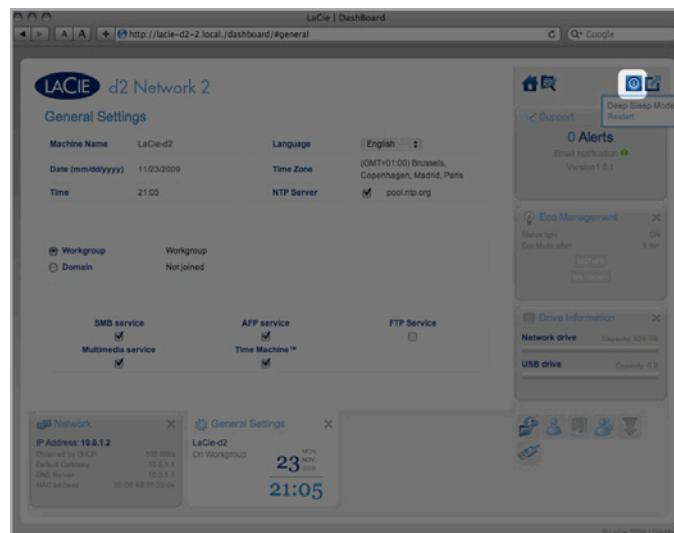 LaCie | DashBoard
A A + http://lacie-d2-2.local./dashboard/#general Google
LACIE d2 Network 2
General Settings
Machine Name LaCie-d2 Language English
Date (mm/dd/yyyy) 11/23/2009 Time Zone (GMT+01:00) Brussels,
Copenhagen, Madrid, Paris
Time 21:05 NTP Server pool.ntp.org
Workgroup Workgroup
Domain Not joined
SMB service AFP service FTP Service
Multimedia service Time Machine™
Deep Sleep Mode
Restart
Support
0 Alerts
Email notification
Version1.0.1
Eco Management
Status light ON
Eco Mode after:
RESTART
SHUTDOWN
Drive Information
Network drive Capacity:
USB drive Capacity:
Network
IP Address: 10.0.1.2
Obtained by DHCP
Default Gateway 10.0.1.1
DNS Server 10.0.1.1
MAC address
General Settings
LaCie-d2
On Workgroup
MON.
23 NOV.
2009
21:05